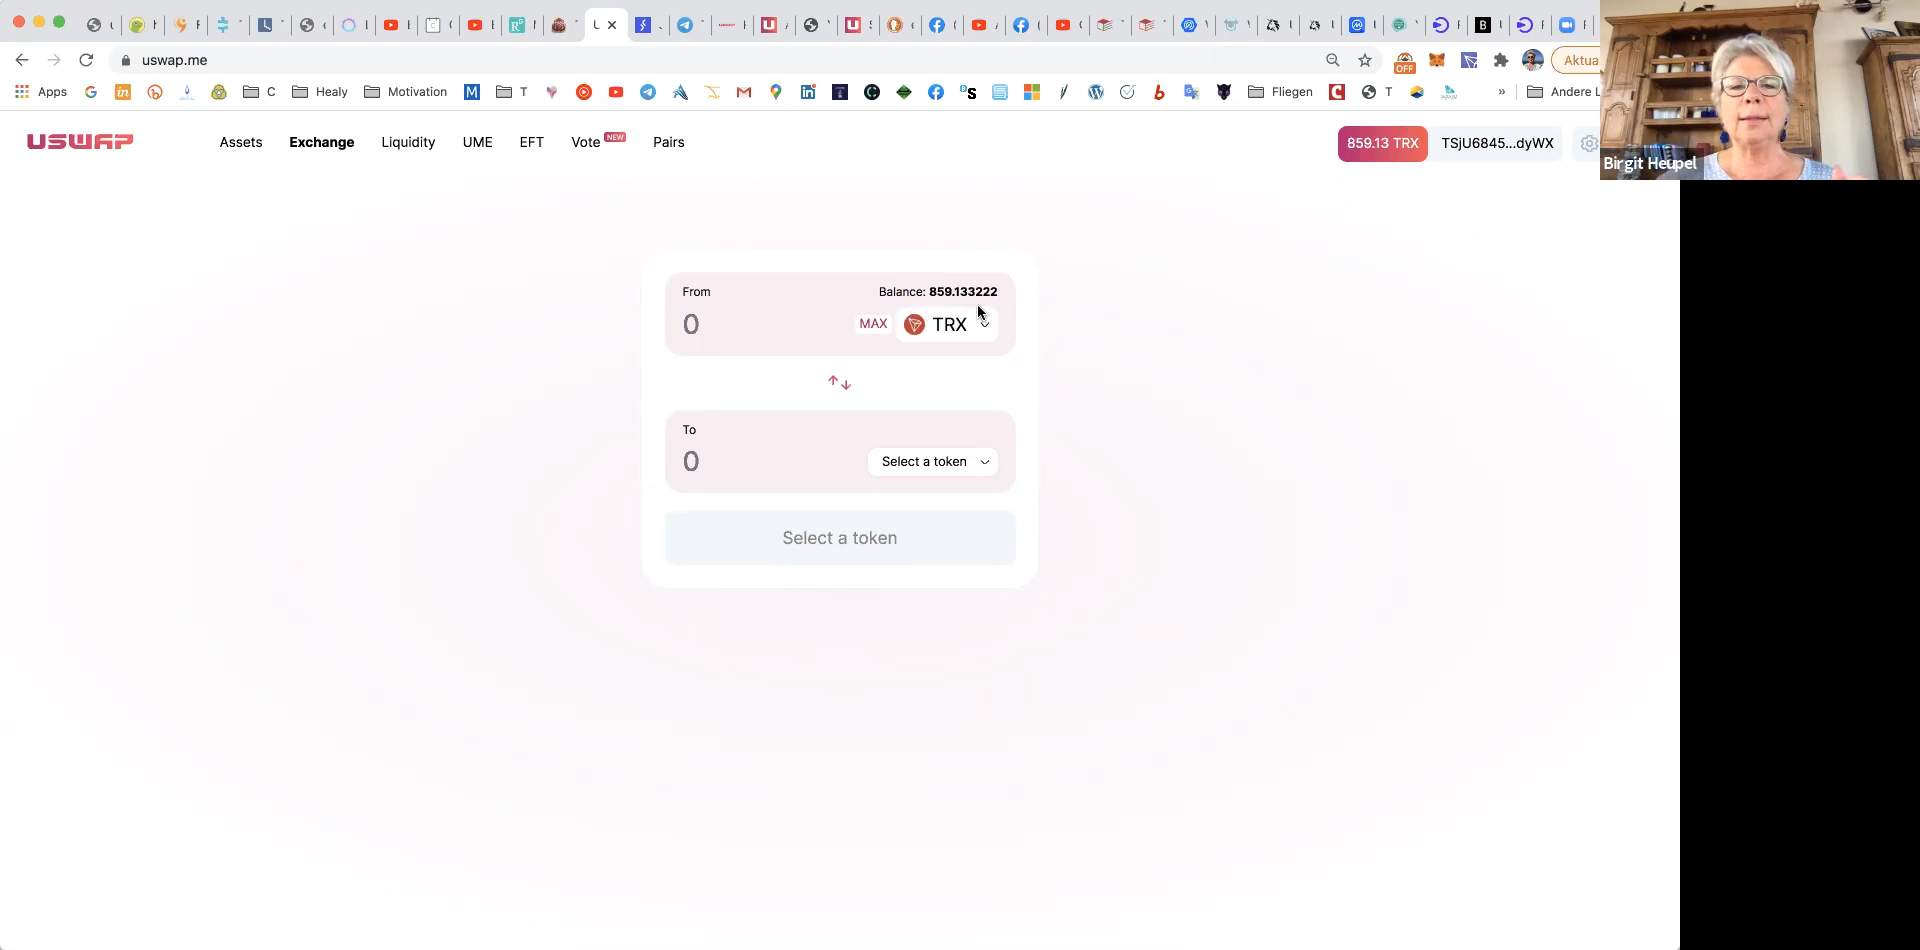 uswap.me
Aktua
OFF
Apps
C
Healy
Motivation
T
Fliegen
T
»
Andere L
USWAP
Assets
Exchange
Liquidity
UME
EFT
Vote NEW
Pairs
859.13 TRX
TSjU6845...dyWX
Birgit Heupel
From
Balance: 859.133222
0
MAX
TRX
To
0
Select a token
Select a token